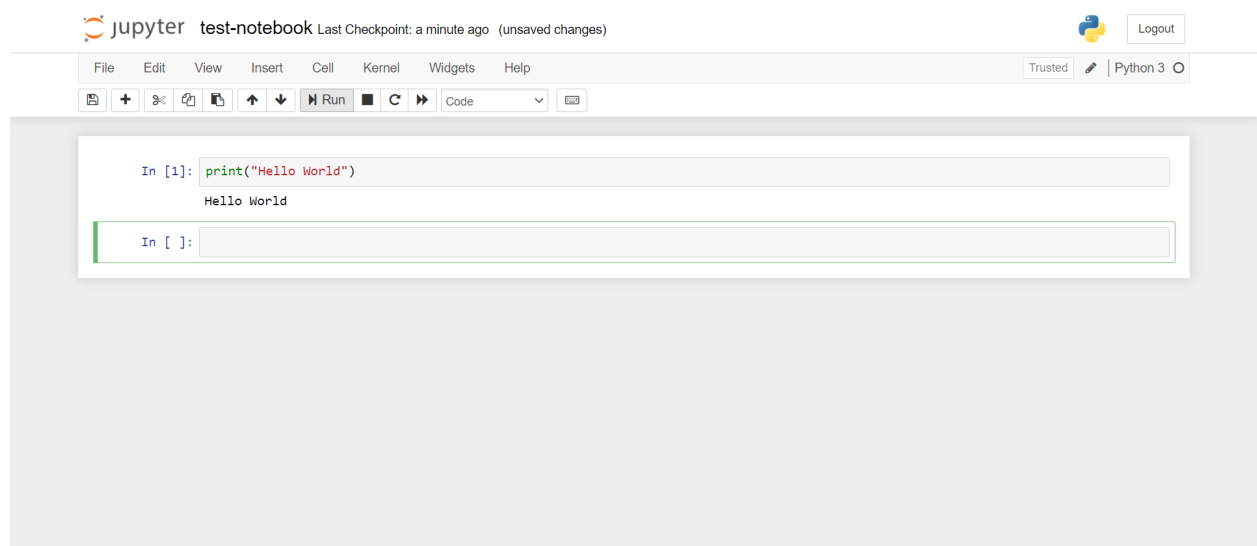 jupyter test-notebook Last Checkpoint: a minute ago (unsaved changes) Logout
File Edit View Insert Cell Kernel Widgets Help Trusted Python 3
Run Code
In [1]: print("Hello World")
Hello World
In [ ]: